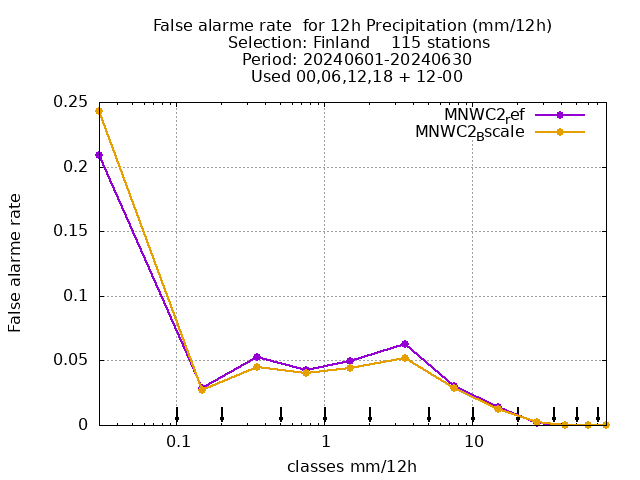 False alarme rate  for 12h Precipitation (mm/12h)
Selection: Finland    115 stations
Period: 20240601-20240630
Used 00,06,12,18 + 12-00
MNWC2ref
MNWC2Bscale
0.25
0.2
0.15
0.1
0.05
0
False alarme rate
0.1
1
10
classes mm/12h